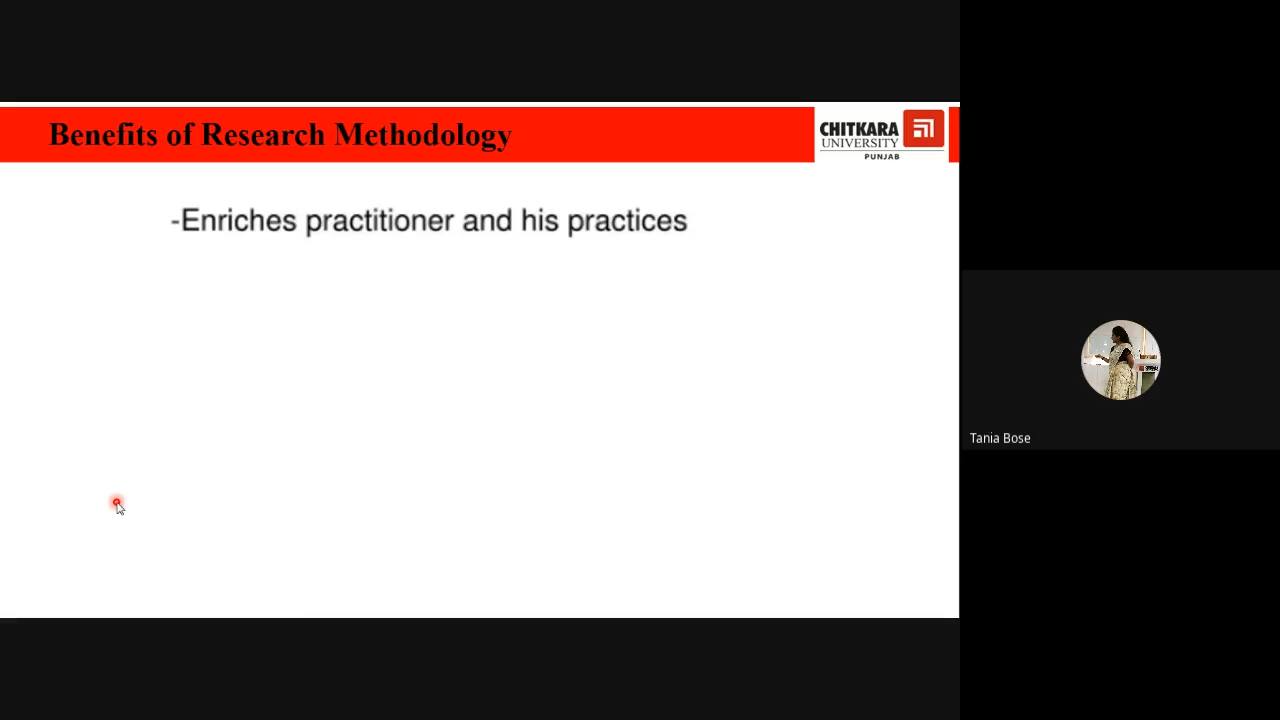 Benefits of Research Methodology
CHITKARA
UNIVERSITY
PUNJAB
-Enriches practitioner and his practices
Tania Bose